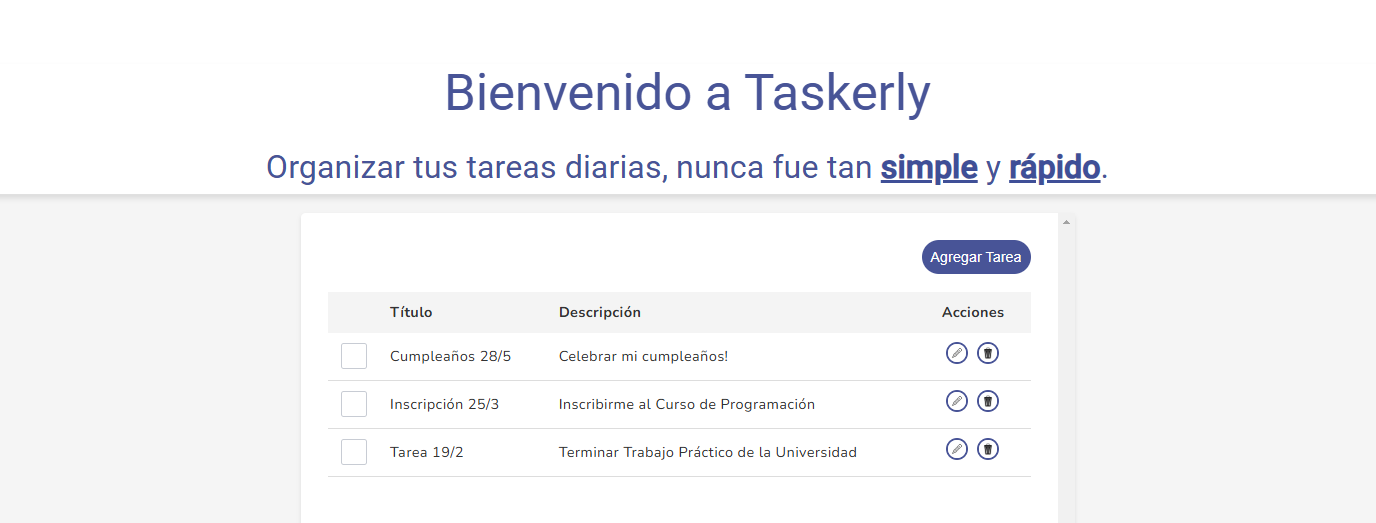 Bienvenido a Taskerly
Organizar tus tareas diarias, nunca fue tan simple y rápido.
Agregar Tarea
Título Descripción Acciones
Cumpleaños 28/5 Celebrar mi cumpleaños!
Inscripción 25/3 Inscribirme al Curso de Programación
Tarea 19/2 Terminar Trabajo Práctico de la Universidad